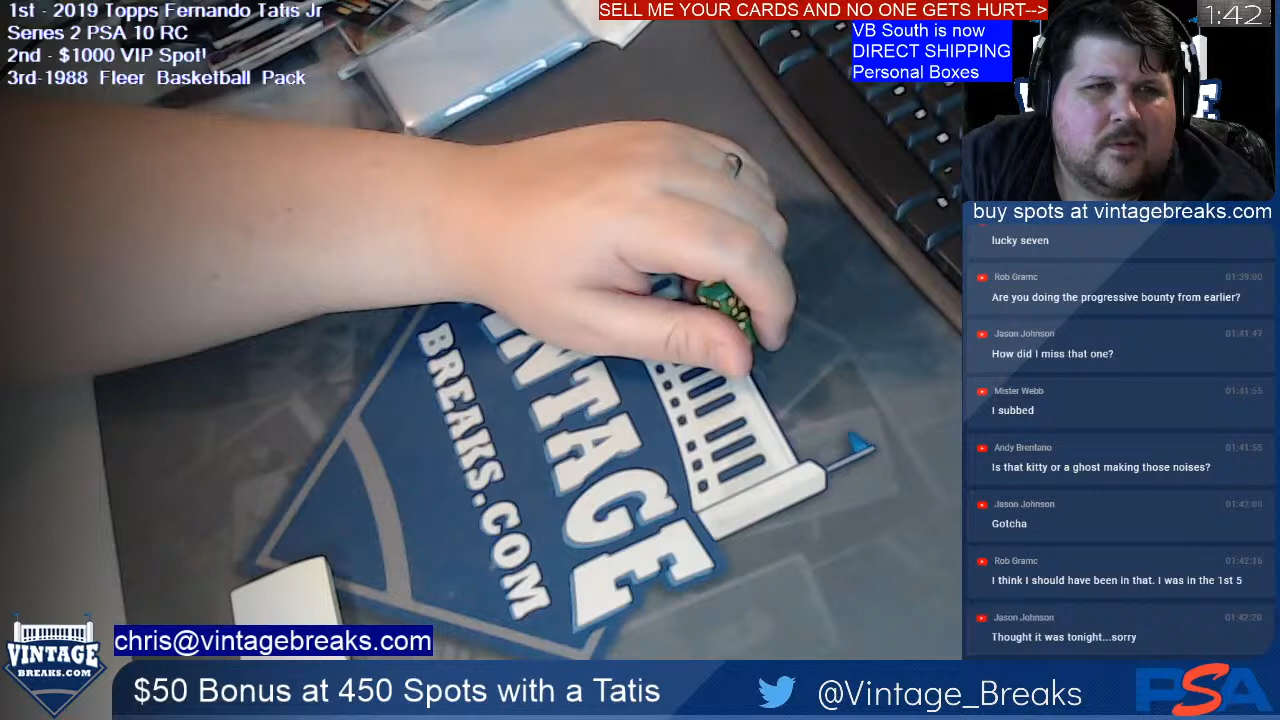 1st - 2019 Topps Fernando Tatis Jr
Series 2 PSA 10 RC
2nd - $1000 VIP Spot!
3rd-1988 Fleer Basketball Pack
SELL ME YOUR CARDS AND NO ONE GETS HURT-->
VB South is now
DIRECT SHIPPING
Personal Boxes
1:42
buy spots at vintagebreaks.com
lucky seven
Rob Gramc 01:39:00
Are you doing the progressive bounty from earlier?
Jason Johnson 01:41:47
How did I miss that one?
Mister Webb 01:41:55
I subbed
Andy Brentano 01:41:55
Is that kitty or a ghost making those noises?
Jason Johnson 01:42:00
Gotcha
Rob Gramc 01:42:16
I think I should have been in that. I was in the 1st 5
Jason Johnson 01:42:20
Thought it was tonight...sorry
VINTAGE
BREAKS.COM
chris@vintagebreaks.com
VINTAGE
BREAKS.COM
$50 Bonus at 450 Spots with a Tatis
@Vintage_Breaks
PSA